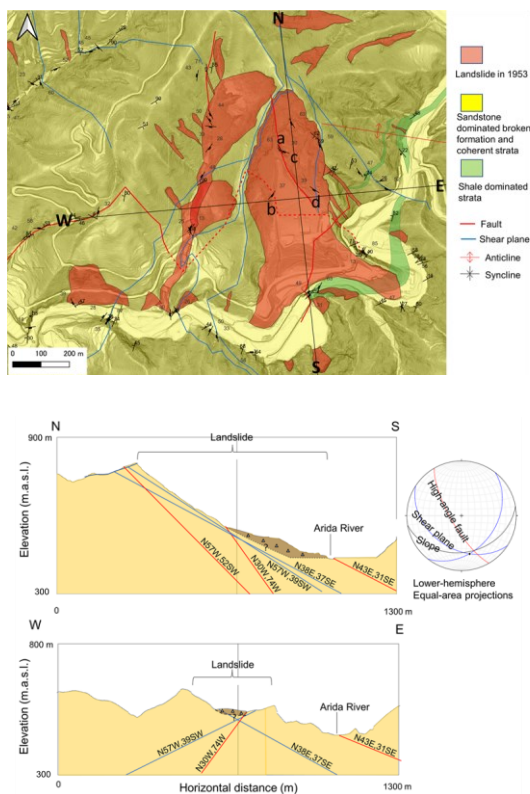 N
E
W
S
a
c
b
d
0 100 200 m
Landslide in 1953
Sandstone
dominated broken
formation and
coherent strata
Shale dominated
strata
Fault
Shear plane
Anticline
Syncline
N
S
900 m
Landslide
Elevation (m.a.s.l.)
Arida River
N57W,52SW
N30W,74W
N57W,39SW
N38E,37SE
N43E,31SE
300
0
1300 m
High-angle fault
Shear plane
Slope
Lower-hemisphere
Equal-area projections
W
E
800 m
Landslide
Elevation (m.a.s.l.)
Arida River
?
N57W,39SW
N30W,74W
N38E,37SE
N43E,31SE
300
0
Horizontal distance (m)
1300 m